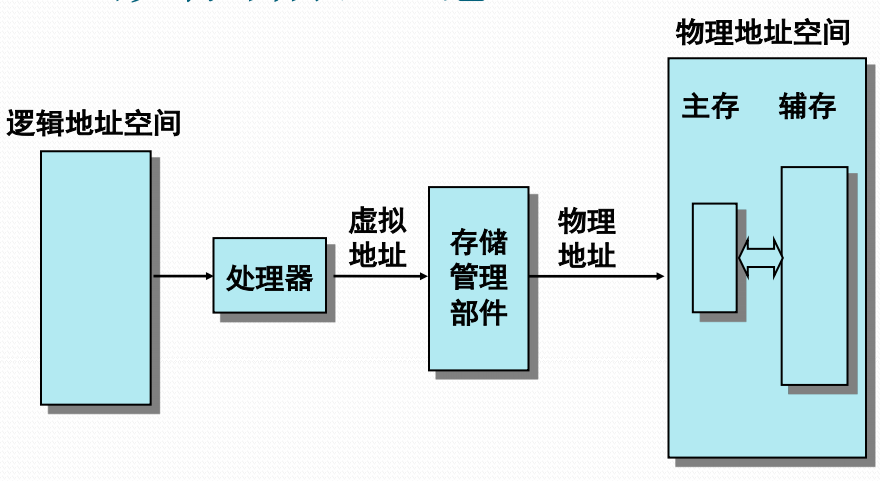 物理地址空间
主存 辅存
逻辑地址空间
处理器
虚拟
地址
存储
管理
部件
物理
地址